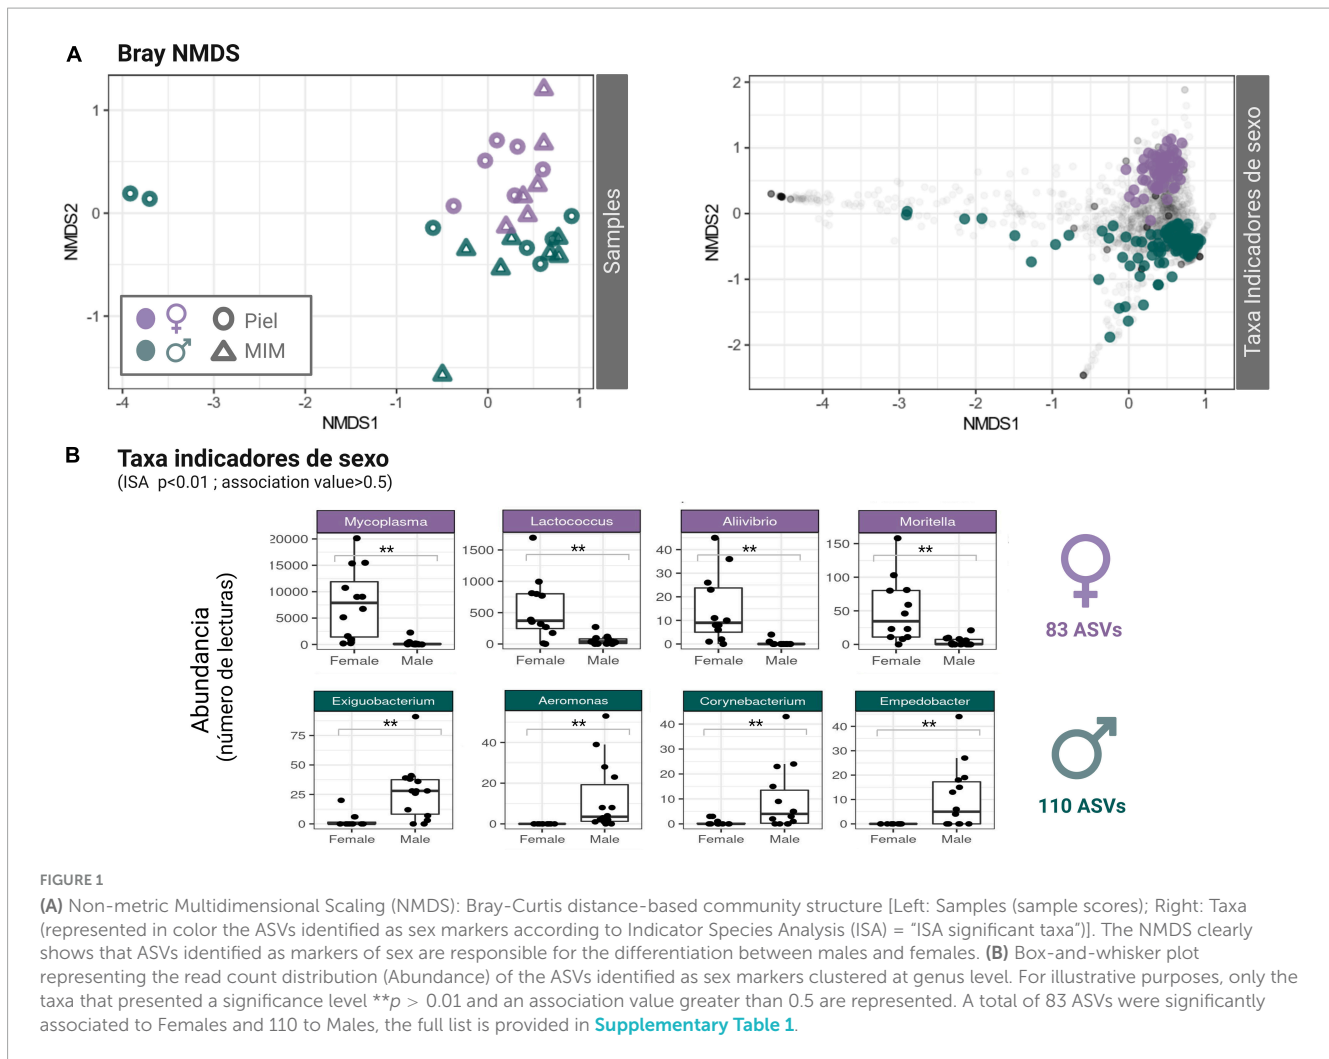 A Bray NMDS
1
0
-1
NMDS2
-4 -3 -2 -1 0 1
NMDS1
Samples
♀ Piel
♂ MIM
2
1
0
-1
-2
NMDS2
-4 -3 -2 -1 0 1
NMDS1
Taxa Indicadores de sexo
B Taxa indicadores de sexo
(ISA p<0.01 ; association value>0.5)
Abundancia
(número de lecturas)
Mycoplasma
**
20000
15000
10000
5000
0
Female Male
Lactococcus
**
1500
1000
500
0
Female Male
Aliivibrio
**
40
30
20
10
0
Female Male
Moritella
**
150
100
50
0
Female Male
♀
83 ASVs
Exiguobacterium
**
75
50
25
0
Female Male
Aeromonas
**
40
20
0
Female Male
Corynebacterium
**
40
30
20
10
0
Female Male
Empedobacter
**
40
30
20
10
0
Female Male
♂
110 ASVs
FIGURE 1
(A) Non-metric Multidimensional Scaling (NMDS): Bray-Curtis distance-based community structure [Left: Samples (sample scores); Right: Taxa
(represented in color the ASVs identified as sex markers according to Indicator Species Analysis (ISA) = “ISA significant taxa”)]. The NMDS clearly
shows that ASVs identified as markers of sex are responsible for the differentiation between males and females. (B) Box-and-whisker plot
representing the read count distribution (Abundance) of the ASVs identified as sex markers clustered at genus level. For illustrative purposes, only the
taxa that presented a significance level **p > 0.01 and an association value greater than 0.5 are represented. A total of 83 ASVs were significantly
associated to Females and 110 to Males, the full list is provided in Supplementary Table 1.